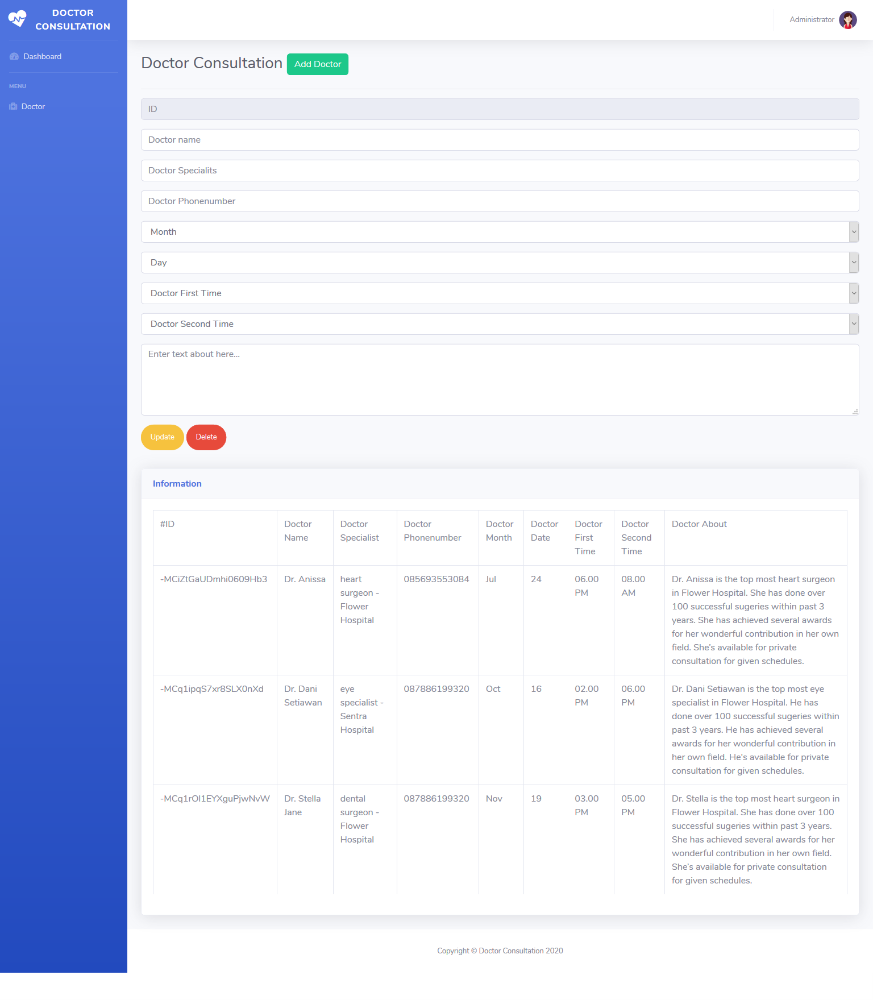 DOCTOR
CONSULTATION
Administrator
Dashboard
MENU
Doctor
Doctor Consultation Add Doctor
ID
Doctor name
Doctor Specialits
Doctor Phonenumber
Month
Day
Doctor First Time
Doctor Second Time
Enter text about here...
Update Delete
Information
#ID Doctor Doctor Doctor Doctor Doctor Doctor Doctor Doctor About
Name Specialist Phonenumber Month Date First Second
Time Time
-MCiZtGaUDmhi0609Hb3 Dr. Anissa heart 085693553084 Jul 24 06.00 08.00 Dr. Anissa is the top most heart surgeon
surgeon - PM AM in Flower Hospital. She has done over
Flower 100 successful sugeries within past 3
Hospital years. She has achieved several awards
for her wonderful contribution in her own
field. She's available for private
consultation for given schedules.
-MCq1ipqS7xr8SLX0nXd Dr. Dani eye 087886199320 Oct 16 02.00 06.00 Dr. Dani Setiawan is the top most eye
Setiawan specialist - PM PM specialist in Flower Hospital. He has
Sentra done over 100 successful sugeries within
Hospital past 3 years. He has achieved several
awards for her wonderful contribution in
her own field. He's available for private
consultation for given schedules.
-MCq1rOl1EYXguPjwNvW Dr. Stella dental 087886199320 Nov 19 03.00 05.00 Dr. Stella is the top most heart surgeon in
Jane surgeon - PM PM Flower Hospital. She has done over 100
Flower successful sugeries within past 3 years.
Hospital She has achieved several awards for her
wonderful contribution in her own field.
She's available for private consultation
for given schedules.
Copyright © Doctor Consultation 2020